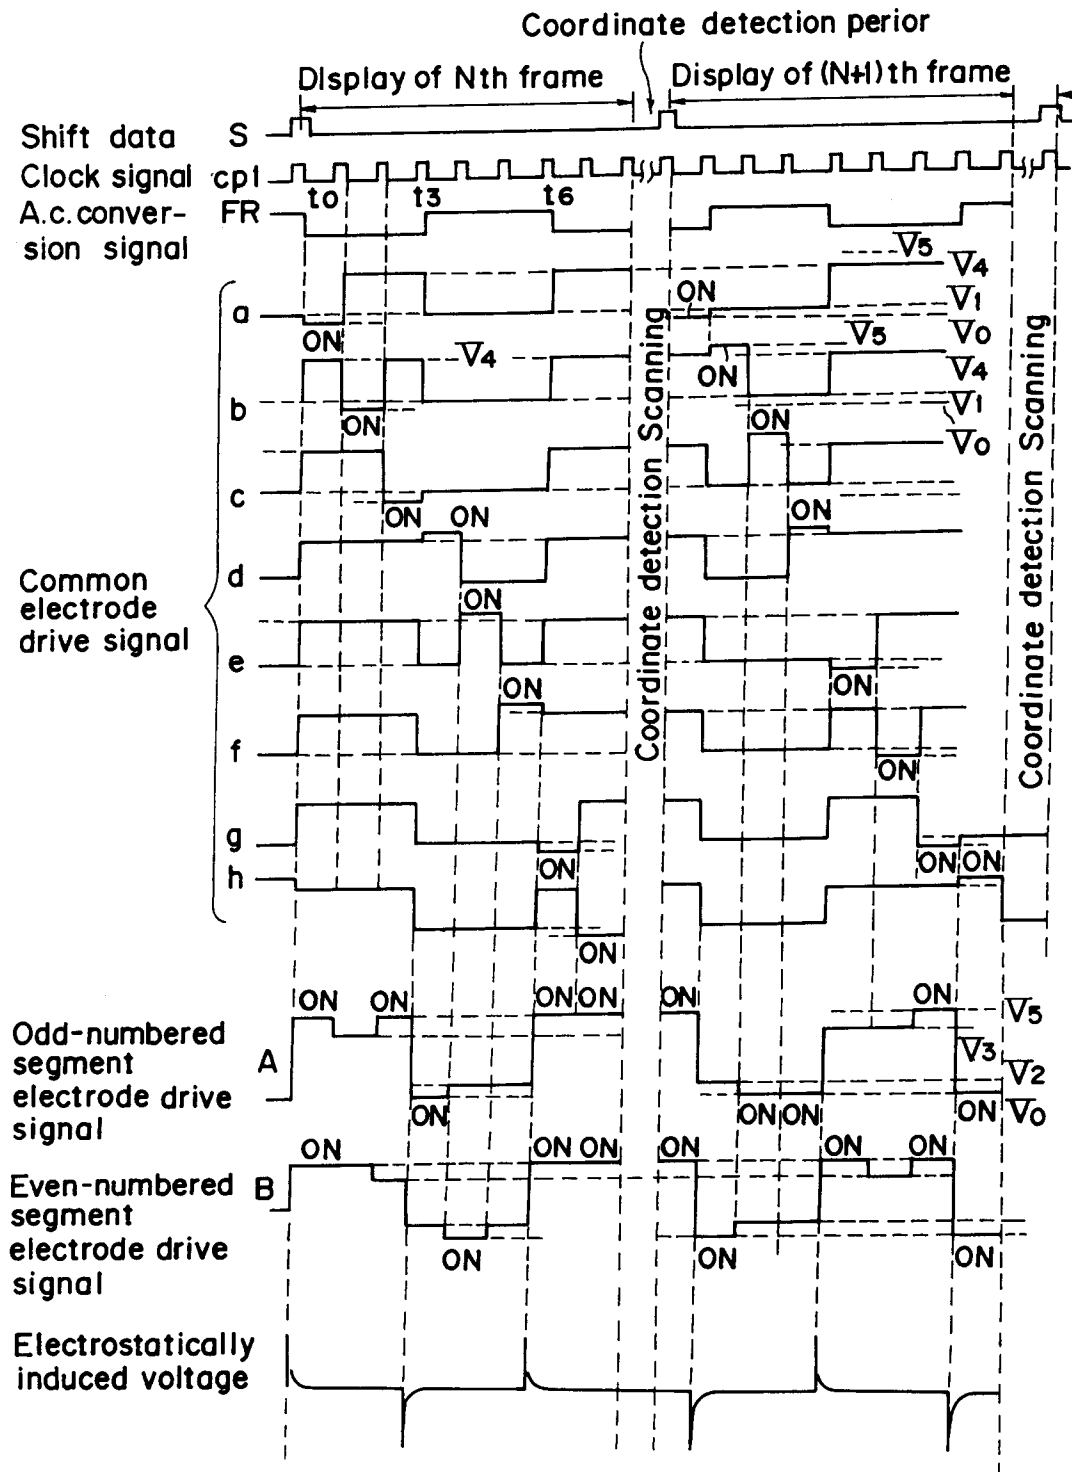 Coordinate detection perior
Display of Nth frame
Display of (N+1)th frame
Shift data S
Clock signal cp1
t0 t3 t6
A.c. conver-
sion signal
FR
V5
V4
a
ON
ON
V1
V0
V4
V5
b
ON
ON
V4
V1
c
ON
ON
V0
d
ON
ON
Common
electrode
drive signal
e
ON
ON
f
ON
ON
g
ON
ON
ON
h
ON
Coordinate detection Scanning
Coordinate detection Scanning
Odd-numbered
segment
electrode drive
signal
A
ON ON ON ON ON ON
V5
V3
V2
ON ON ON ON V0
Even-numbered
segment
electrode drive
signal
B
ON ON ON ON ON ON
ON ON ON
Electrostatically
induced voltage